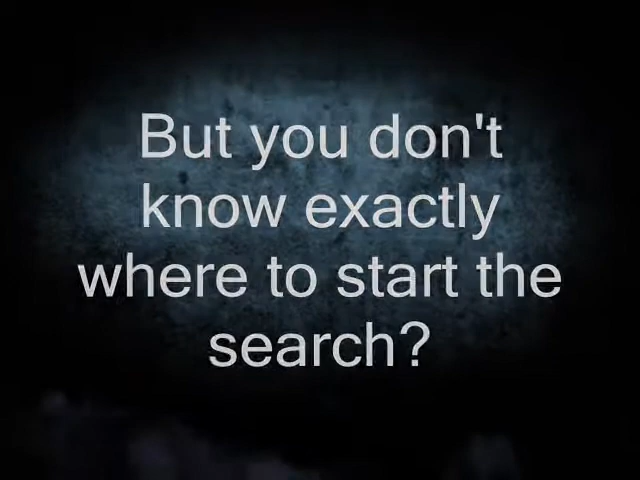 But you don't
know exactly
where to start the
search?